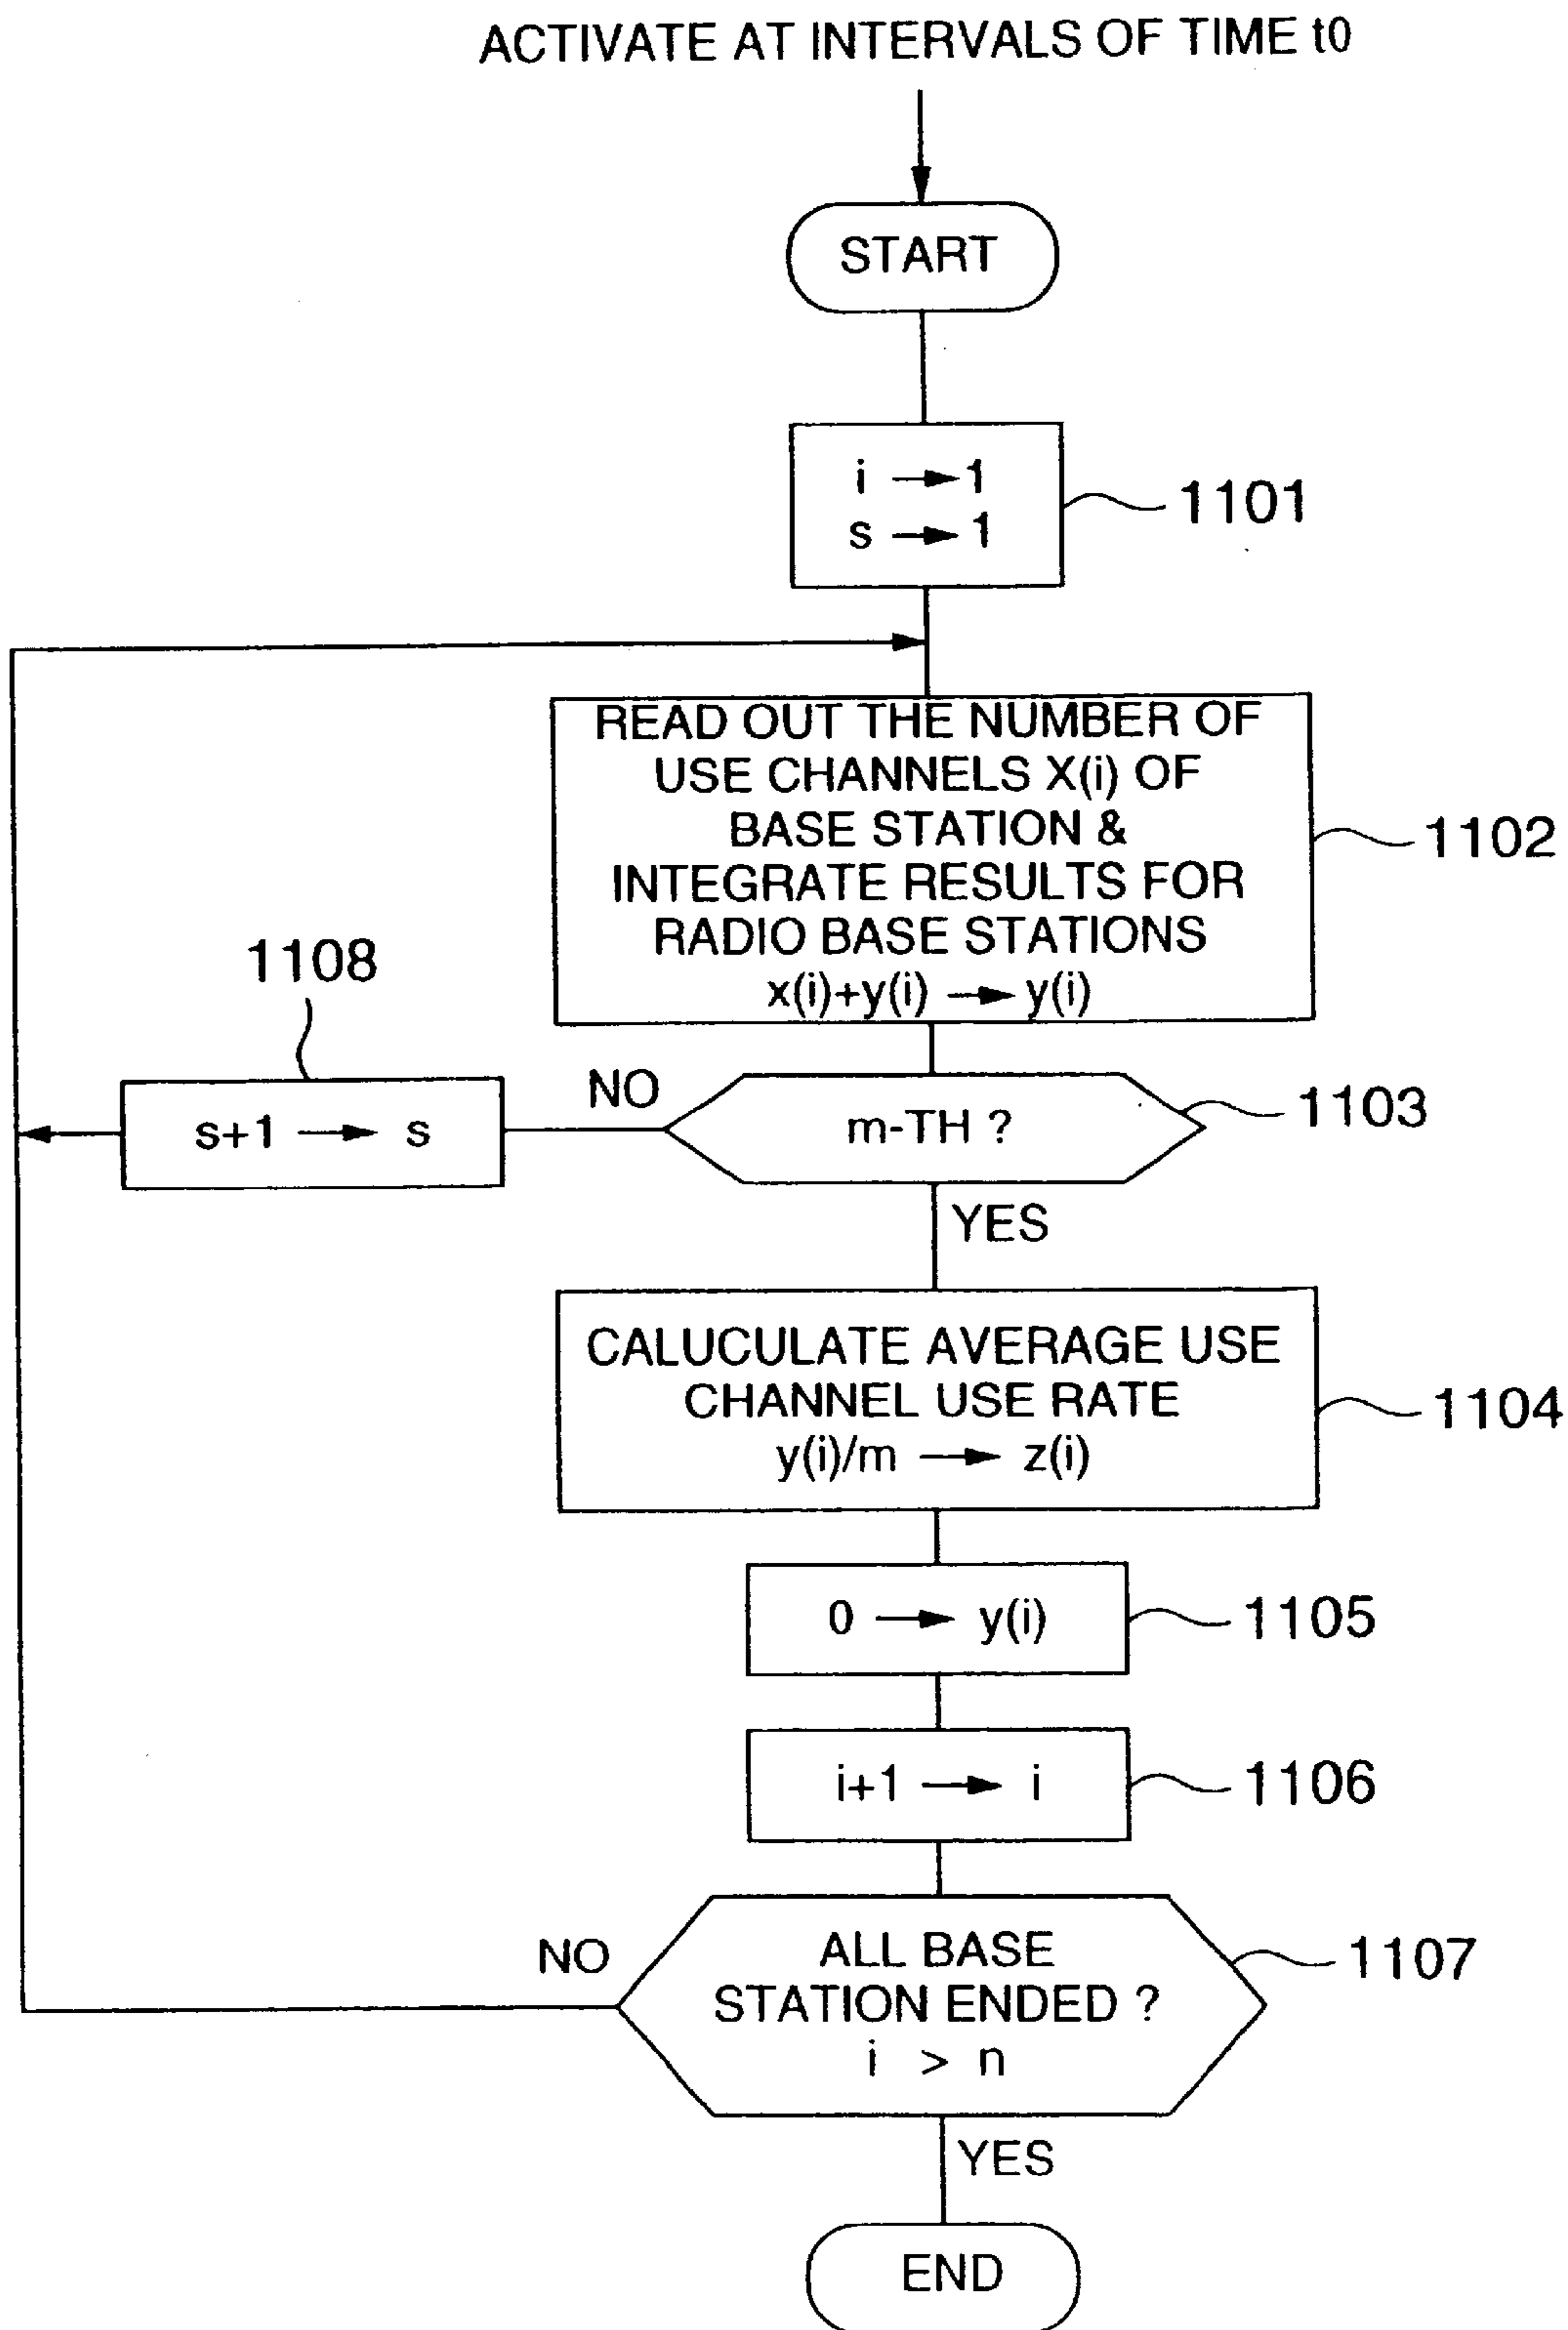 ACTIVATE AT INTERVALS OF TIME t0
START
i → 1
s → 1
1101
READ OUT THE NUMBER OF
USE CHANNELS X(i) OF
BASE STATION &
INTEGRATE RESULTS FOR
RADIO BASE STATIONS
x(i)+y(i) → y(i)
1102
1108
s+1 → s
NO
m-TH ?
1103
YES
CALUCULATE AVERAGE USE
CHANNEL USE RATE
y(i)/m → z(i)
1104
0 → y(i)
1105
i+1 → i
1106
NO
ALL BASE
STATION ENDED ?
i > n
1107
YES
END